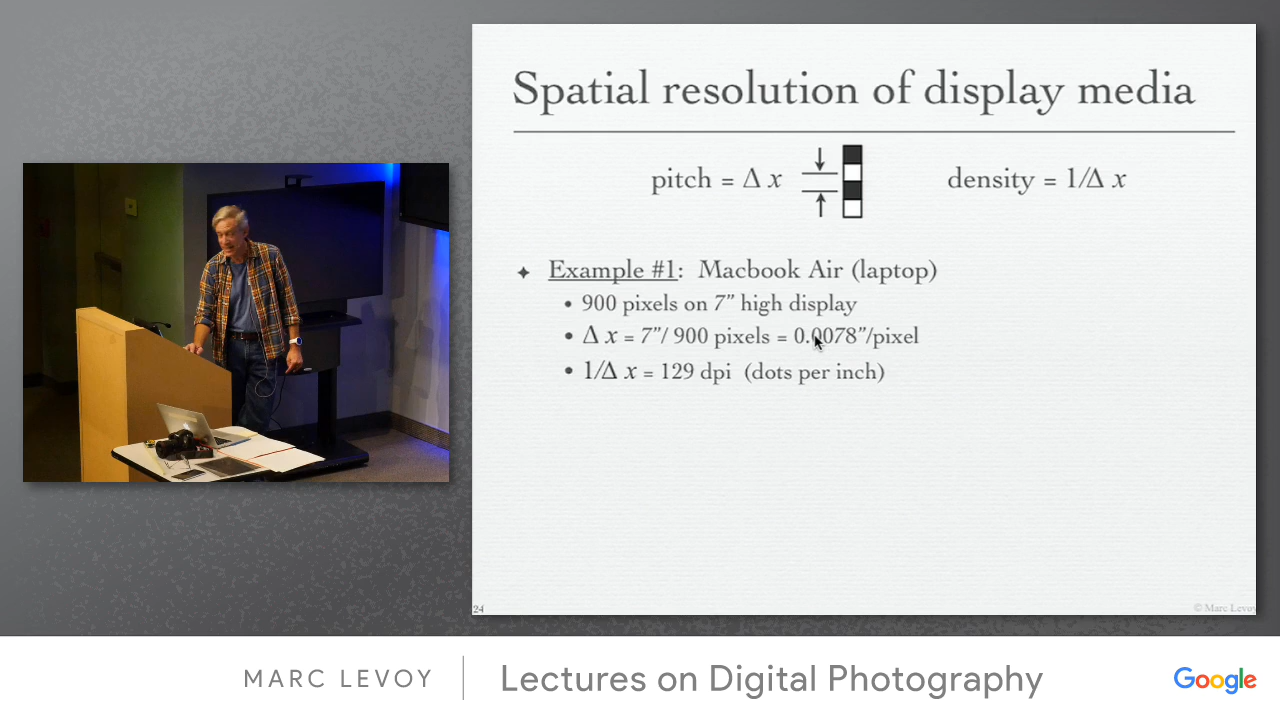 Spatial resolution of display media
pitch = Δ x
density = 1/Δ x
✦ Example #1: Macbook Air (laptop)
• 900 pixels on 7" high display
• Δ x = 7"/ 900 pixels = 0.0078"/pixel
• 1/Δ x = 129 dpi (dots per inch)
24
© Marc Levoy
MARC LEVOY
Lectures on Digital Photography
Google